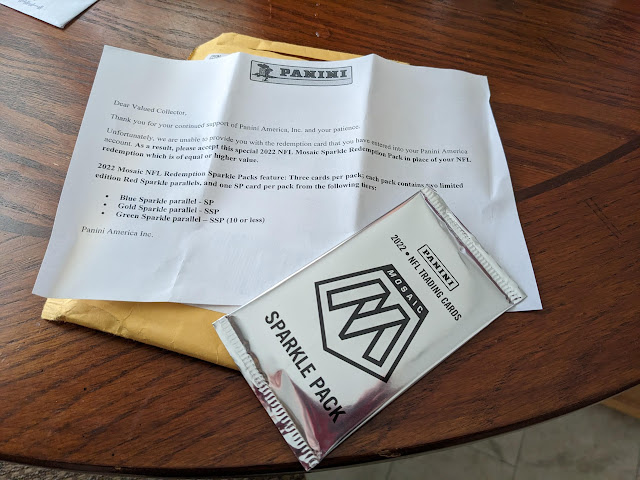 PANINI
Dear Valued Collector,
Thank you for your continued support of Panini America, Inc. and your patience.
Unfortunately, we are unable to provide you with the redemption card that you have entered into your Panini America
account. As a result, please accept this special 2022 NFL Mosaic Sparkle Redemption Pack in place of your NFL
redemption which is of equal or higher value.
2022 Mosaic NFL Redemption Sparkle Packs feature: Three cards per pack; each pack contains two limited
edition Red Sparkle parallels, and one SP card per pack from the following tiers:
• Blue Sparkle parallel - SP
• Gold Sparkle parallel - SSP
• Green Sparkle parallel – SSP (10 or less)
Panini America Inc.
PANINI
2022 • NFL TRADING CARDS
MOSAIC
M
SPARKLE PACK